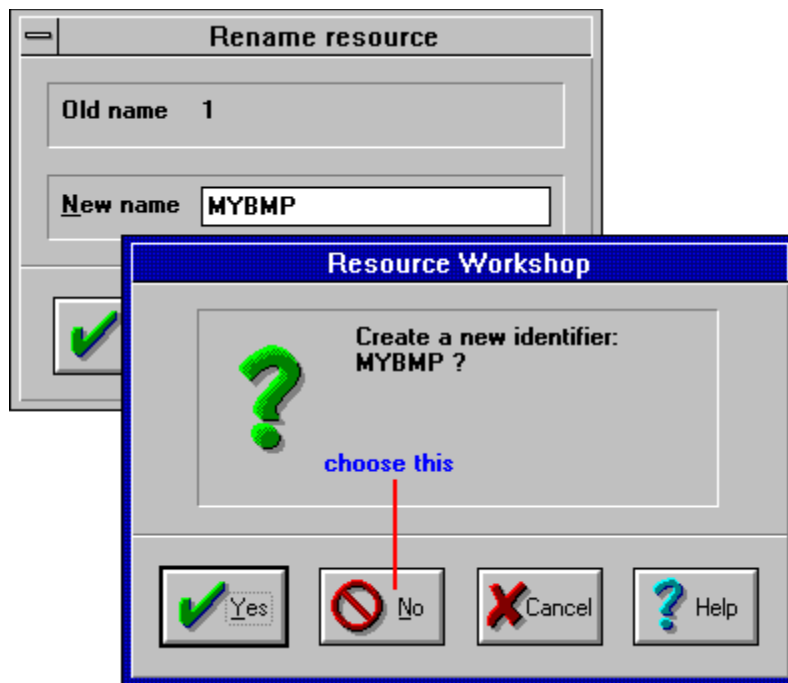 Rename resource
Old name 1
New name MYBMP
Resource Workshop
Create a new identifier:
MYBMP ?
choose this
Yes No Cancel Help